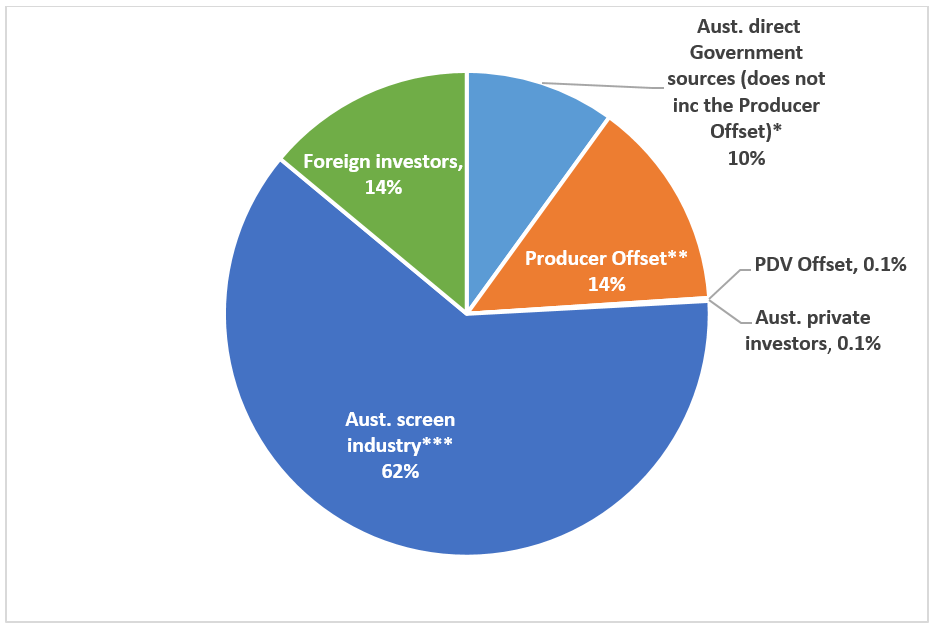 Aust. direct
Government
sources (does not
inc the Producer
Offset)*
10%
Foreign investors,
14%
Producer Offset**
14%
PDV Offset, 0.1%
Aust. private
investors, 0.1%
Aust. screen
industry***
62%